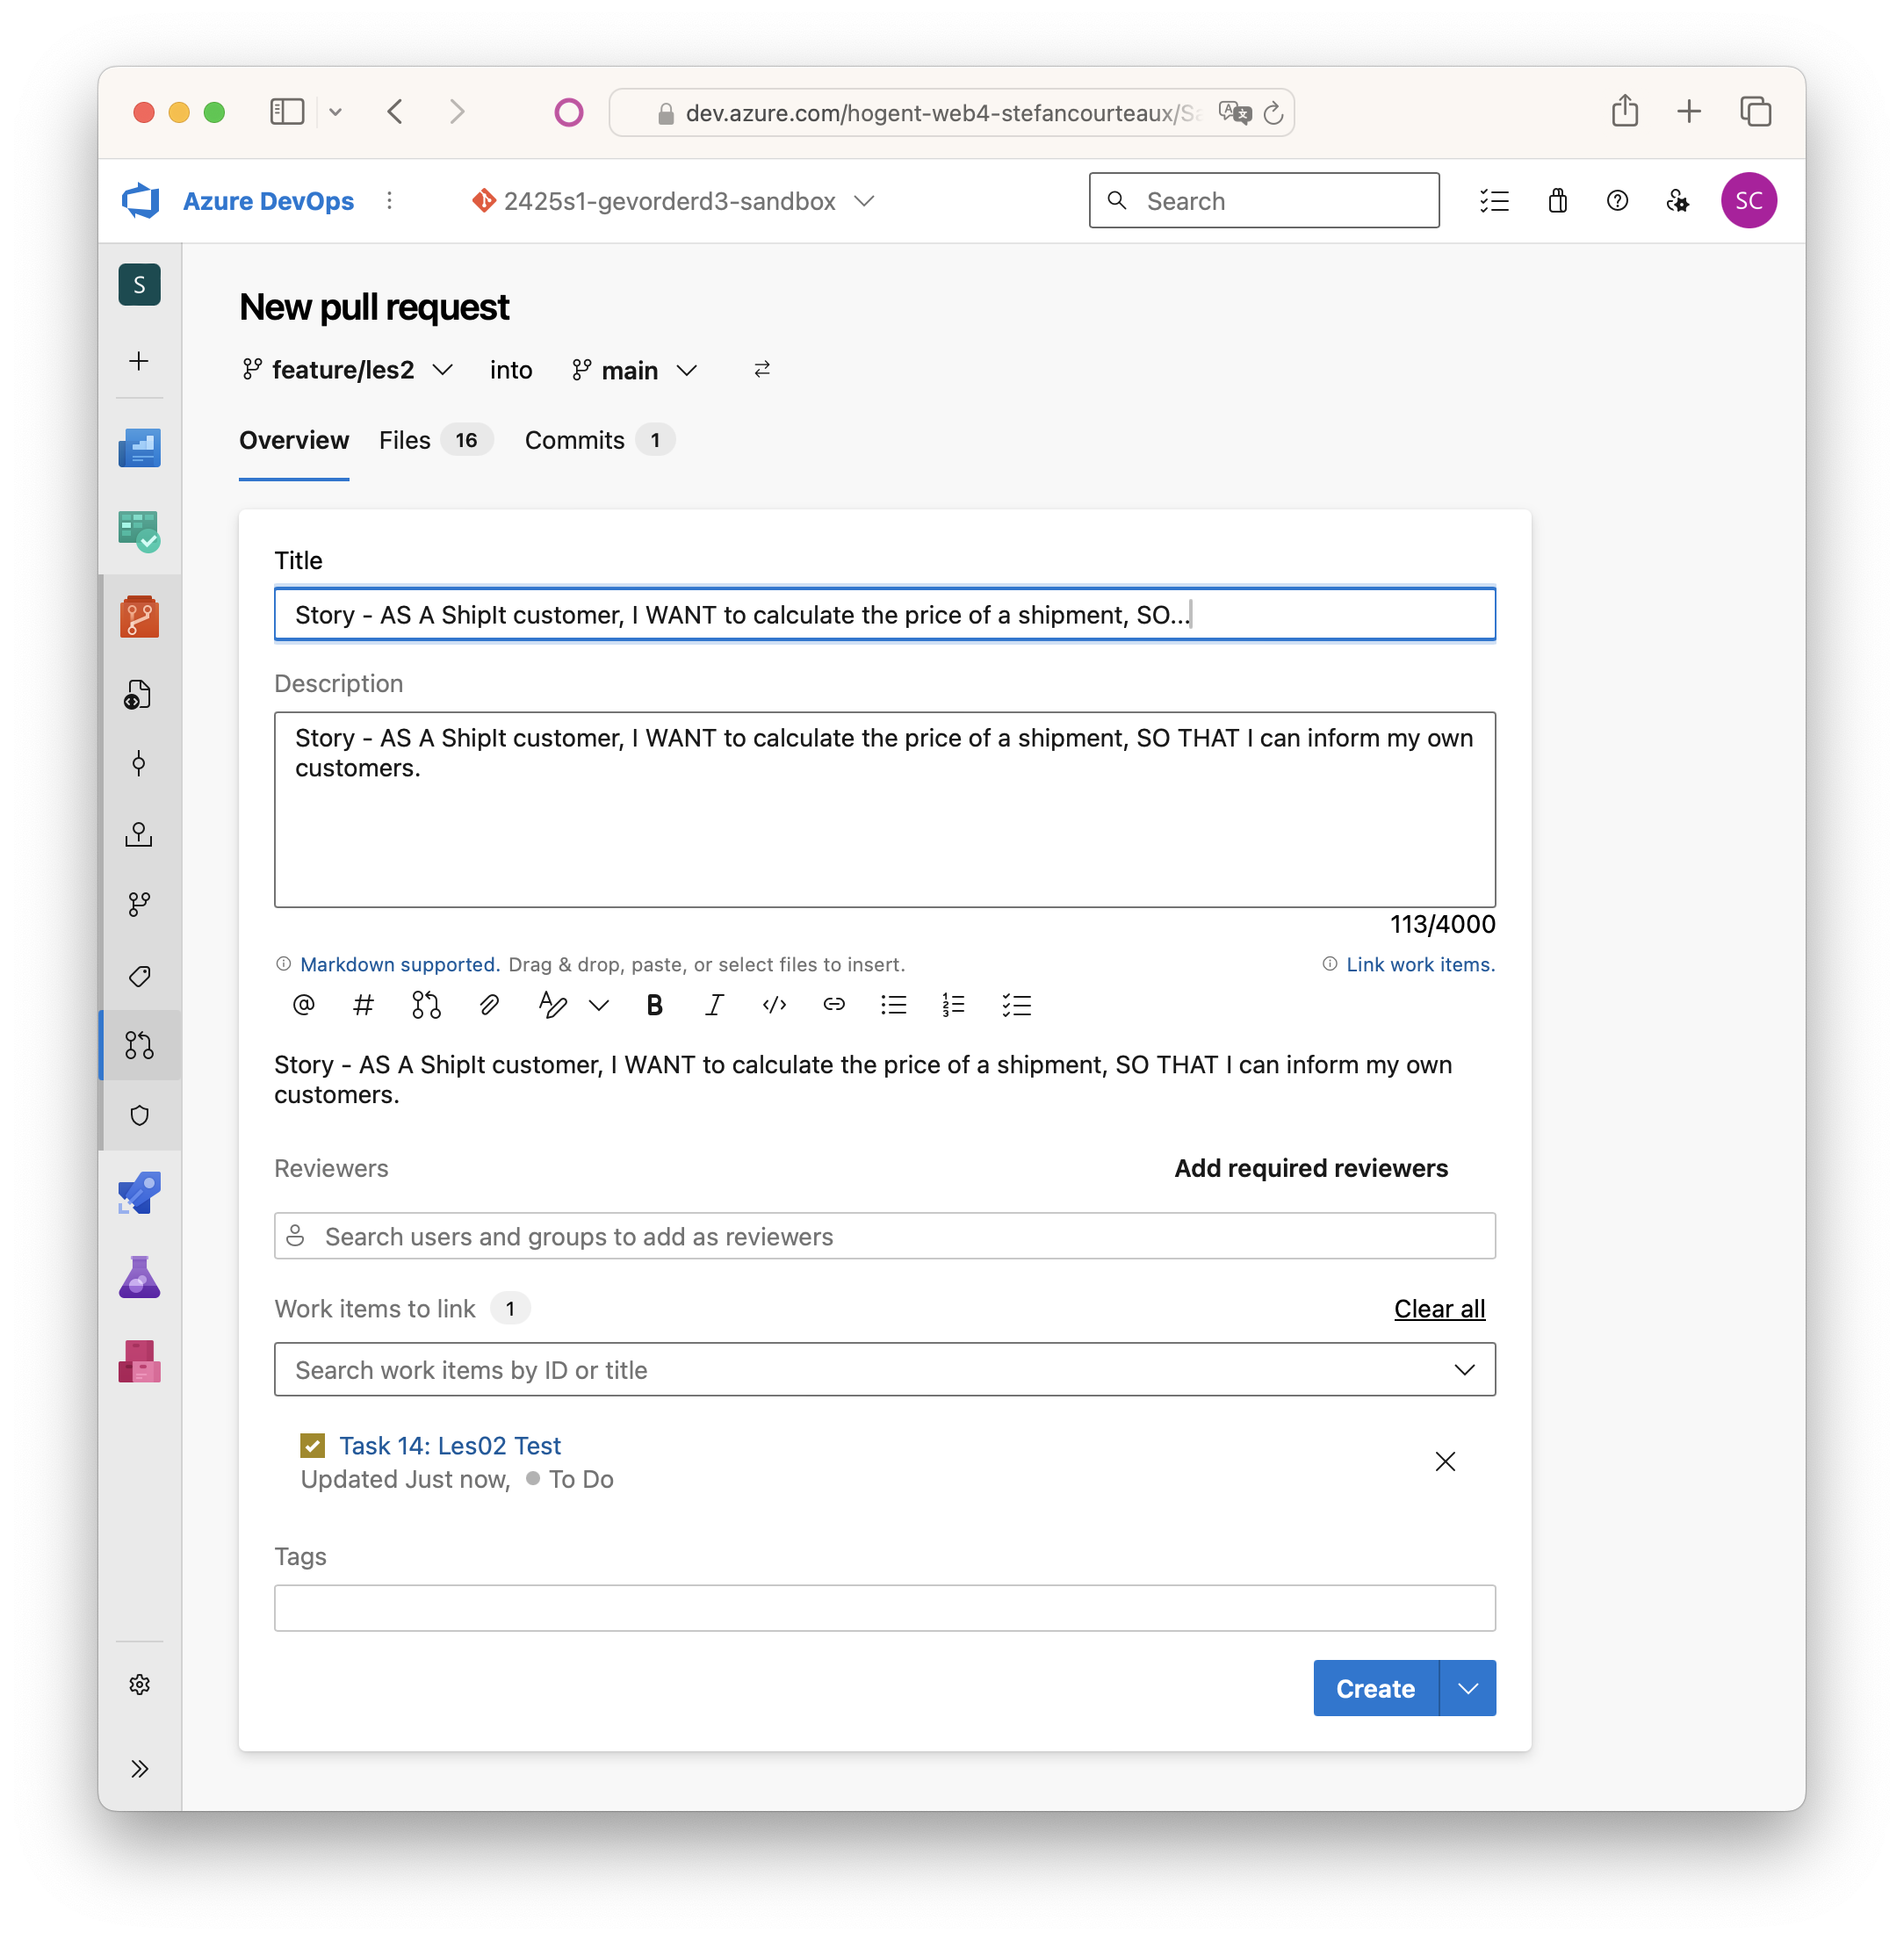 dev.azure.com/hogent-web4-stefancourteaux/Sa
Azure DevOps
2425s1-gevorderd3-sandbox
Search
SC
S
New pull request
feature/les2 into main
Overview Files 16 Commits 1
Title
Story - AS A ShipIt customer, I WANT to calculate the price of a shipment, SO...
Description
Story - AS A ShipIt customer, I WANT to calculate the price of a shipment, SO THAT I can inform my own
customers.
113/4000
Markdown supported. Drag & drop, paste, or select files to insert.
Link work items.
Story - AS A ShipIt customer, I WANT to calculate the price of a shipment, SO THAT I can inform my own
customers.
Reviewers
Add required reviewers
Search users and groups to add as reviewers
Work items to link 1
Clear all
Search work items by ID or title
Task 14: Les02 Test
Updated Just now, To Do
Tags
Create